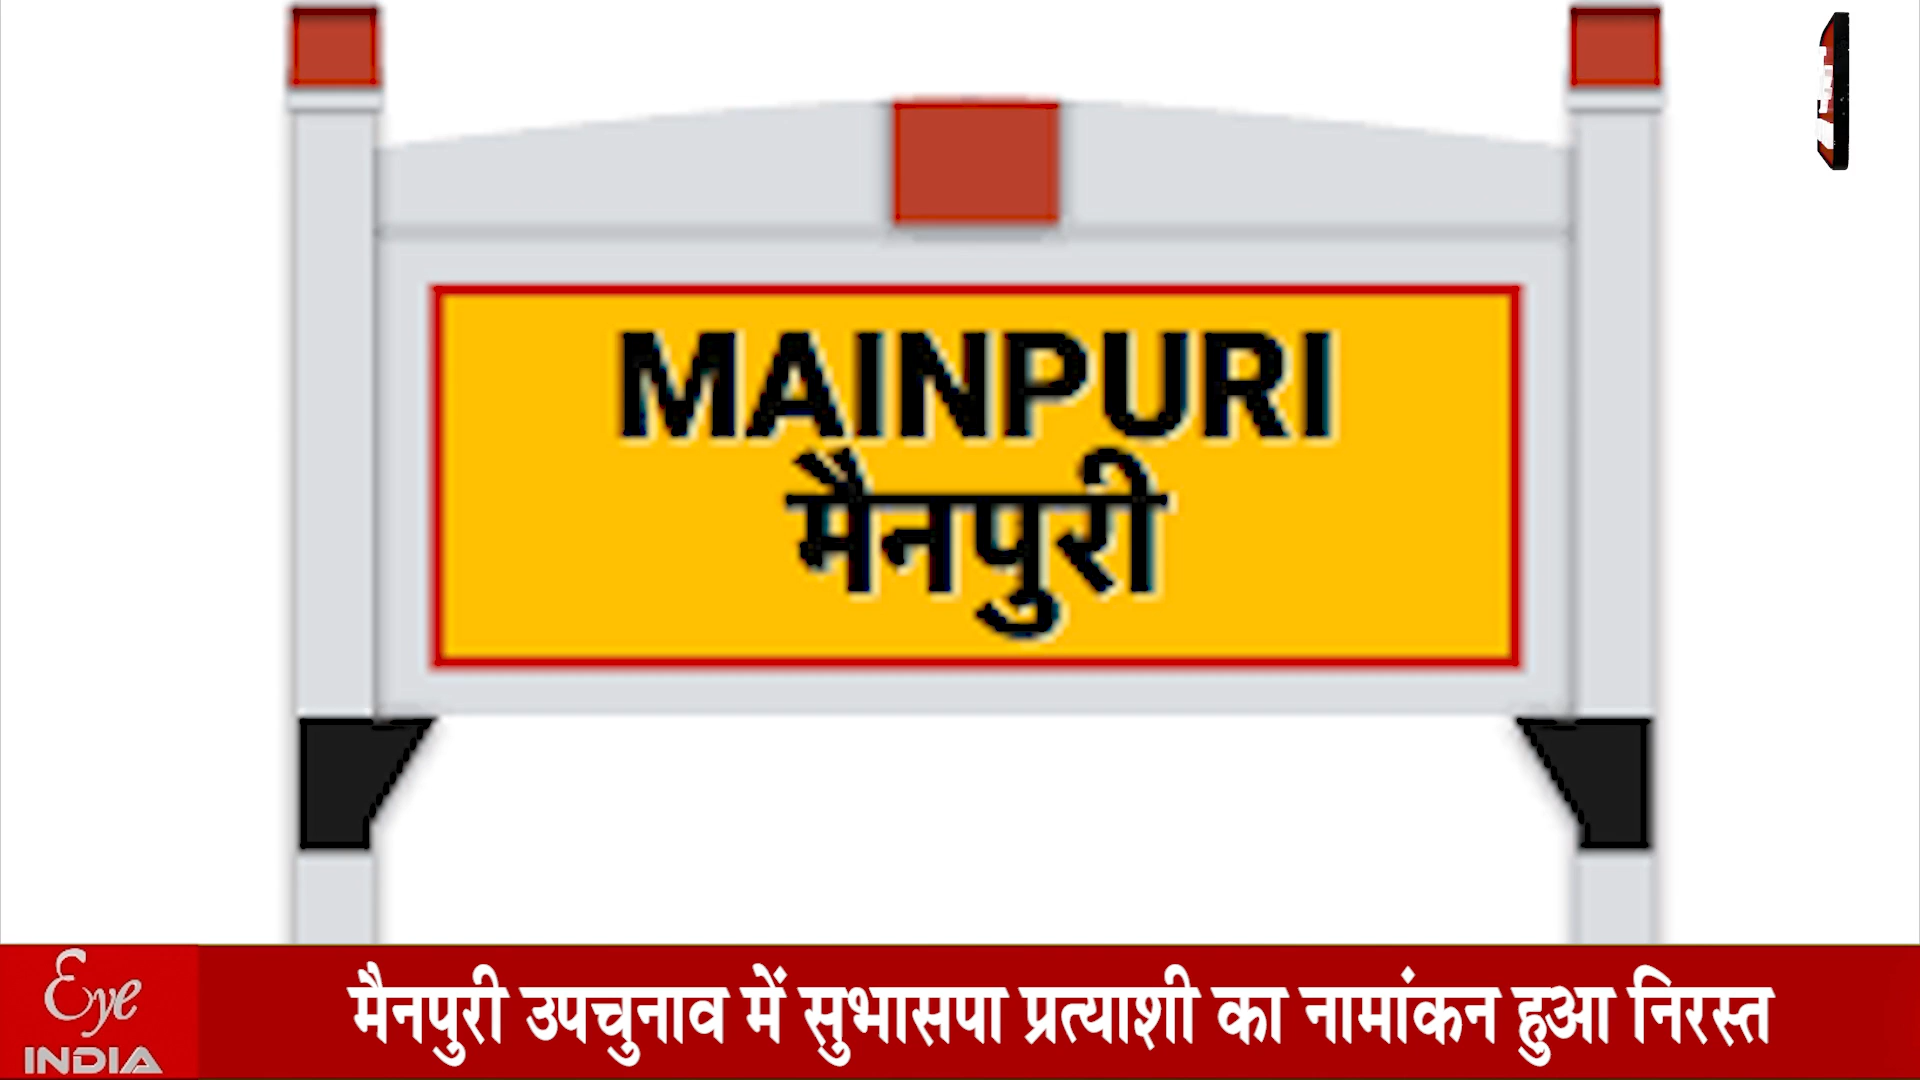 MAINPURI
मैनपुरी
Eye
INDIA
मैनपुरी उपचुनाव में सुभासपा प्रत्याशी का नामांकन हुआ निरस्त